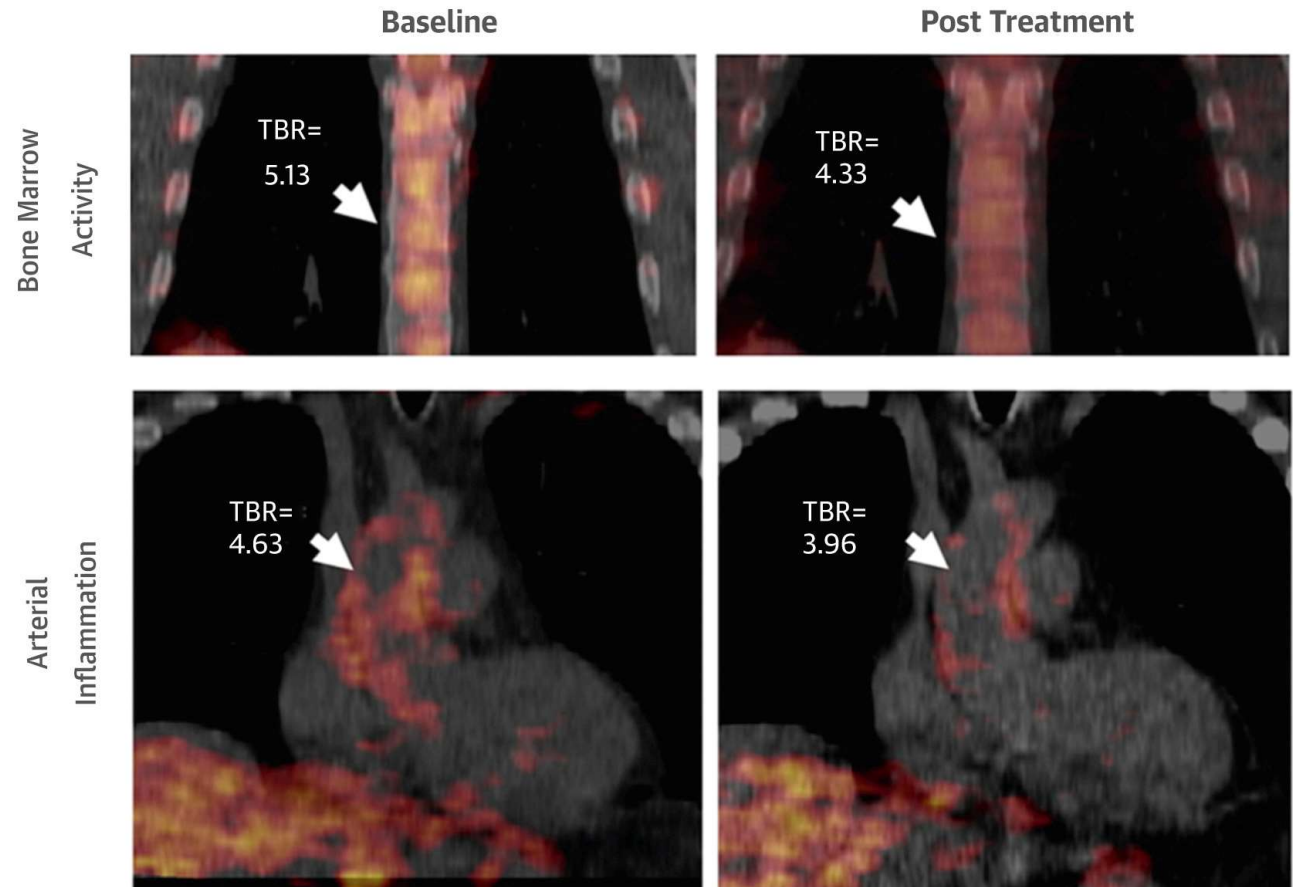 Baseline
Post Treatment
Bone Marrow
Activity
TBR=
5.13
TBR=
4.33
Arterial
Inflammation
TBR=
4.63
TBR=
3.96